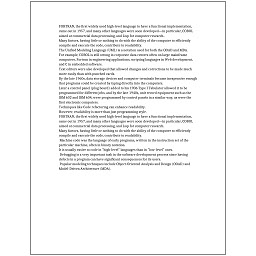 FORTRAN, the first widely used high-level language to have a functional implementation,
came out in 1957, and many other languages were soon developed—in particular, COBOL
aimed at commercial data processing, and Lisp for computer research.
Many factors, having little or nothing to do with the ability of the computer to efficiently
compile and execute the code, contribute to readability.
The Unified Modeling Language (UML) is a notation used for both the OOAD and MDA.
For example, COBOL is still strong in corporate data centers often on large mainframe
computers, Fortran in engineering applications, scripting languages in Web development,
and C in embedded software.
Text editors were also developed that allowed changes and corrections to be made much
more easily than with punched cards.
By the late 1960s, data storage devices and computer terminals became inexpensive enough
that programs could be created by typing directly into the computers.
Later a control panel (plug board) added to his 1906 Type I Tabulator allowed it to be
programmed for different jobs, and by the late 1940s, unit record equipment such as the
IBM 602 and IBM 604, were programmed by control panels in a similar way, as were the
first electronic computers.
Techniques like Code refactoring can enhance readability.
However, readability is more than just programming style.
FORTRAN, the first widely used high-level language to have a functional implementation,
came out in 1957, and many other languages were soon developed—in particular, COBOL
aimed at commercial data processing, and Lisp for computer research.
Many factors, having little or nothing to do with the ability of the computer to efficiently
compile and execute the code, contribute to readability.
Machine code was the language of early programs, written in the instruction set of the
particular machine, often in binary notation.
It is usually easier to code in "high-level" languages than in "low-level" ones.
Debugging is a very important task in the software development process since having
defects in a program can have significant consequences for its users.
Popular modeling techniques include Object-Oriented Analysis and Design (OOAD) and
Model-Driven Architecture (MDA).